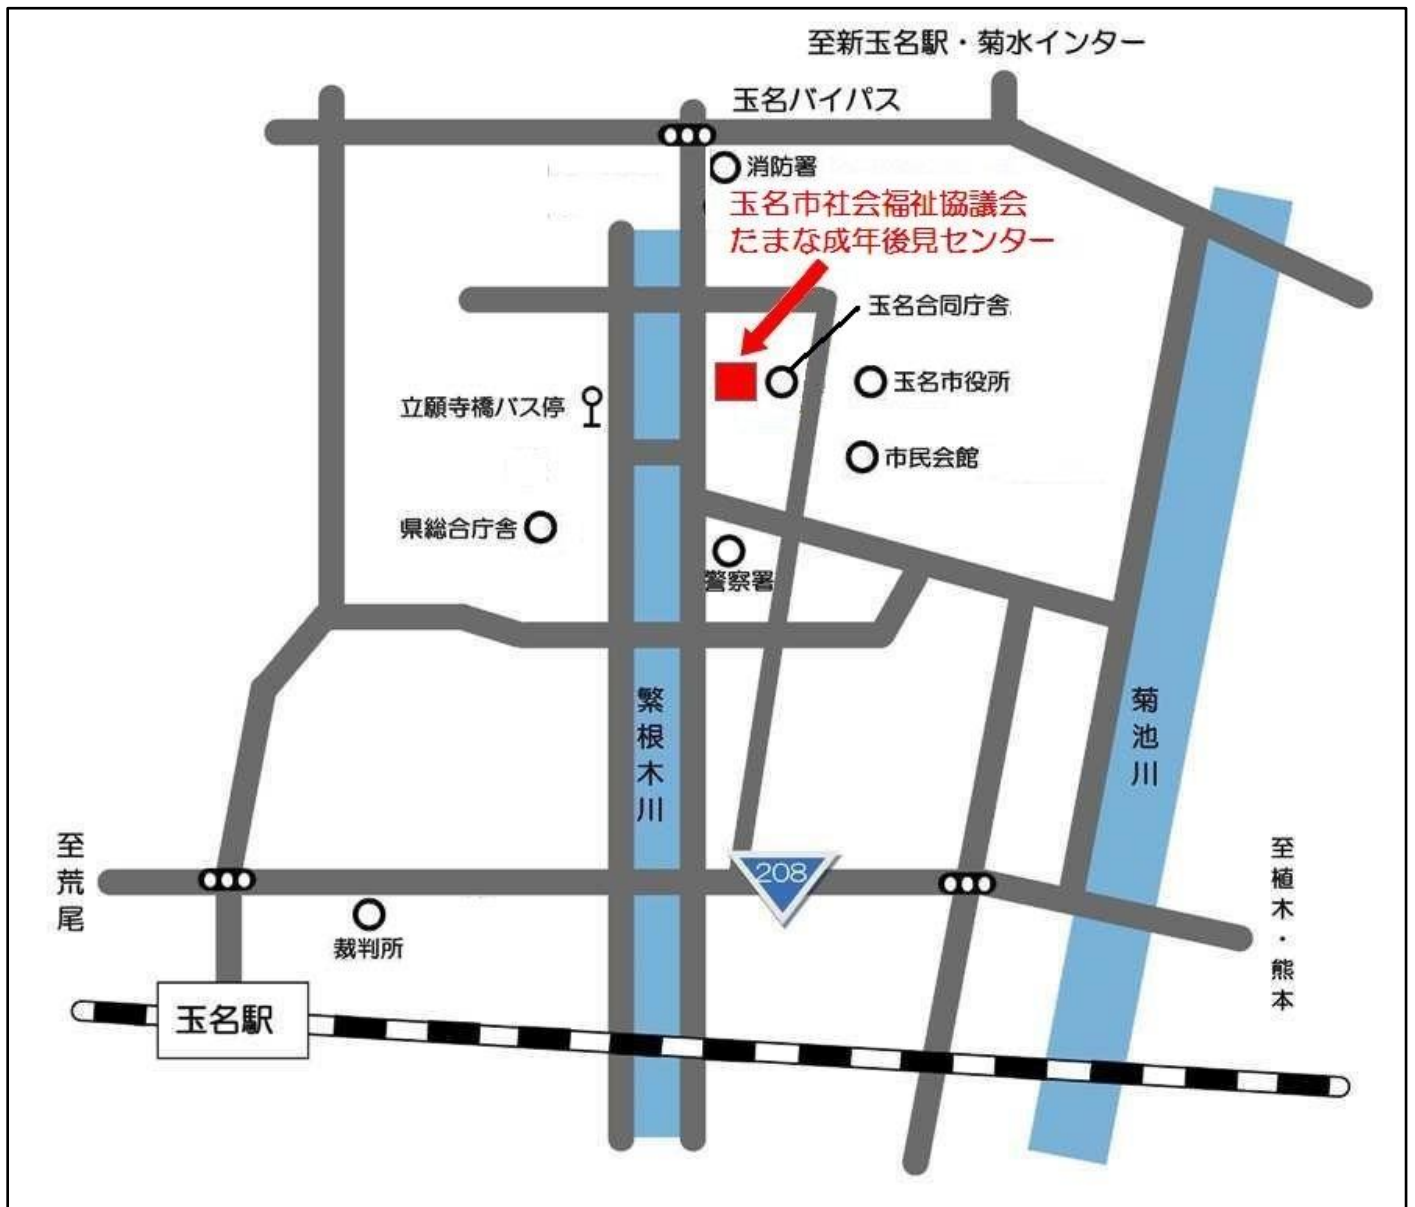 至新玉名駅・菊水インター
玉名バイパス
消防署
玉名市社会福祉協議会
たまな成年後見センター
玉名合同庁舎
玉名市役所
立願寺橋バス停
市民会館
県総合庁舎
警察署
繁根木川
菊池川
至荒尾
208
至植木・熊本
裁判所
玉名駅